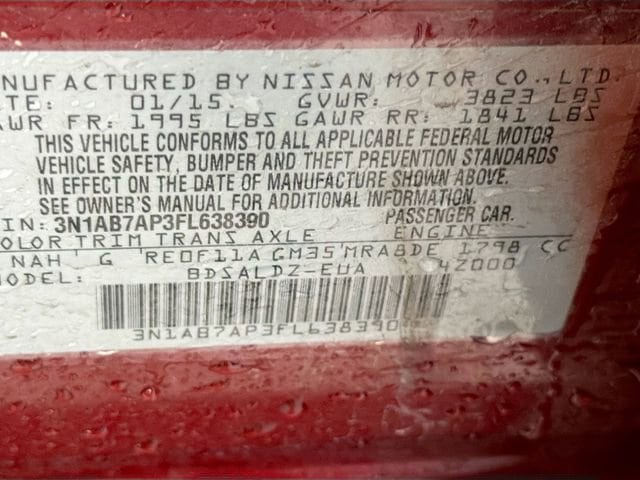 NUFACTURED BY NISSAN MOTOR CO., LTD.
TE: 01/15. GVWR: 3823 LBS
AWR FR: 1995 LBS GAWR RR: 1841 LBS
THIS VEHICLE CONFORMS TO ALL APPLICABLE FEDERAL MOTOR
VEHICLE SAFETY, BUMPER AND THEFT PREVENTION STANDARDS
IN EFFECT ON THE DATE OF MANUFACTURE SHOWN ABOVE.
SEE OWNER'S MANUAL FOR ADDITIONAL INFORMATION.
IN: 3N1AB7AP3FL638390 PASSENGER CAR.
OLOR TRIM TRANS AXLE ENGINE
NAH G RE0F11A GM35 MRA8DE 1798 CC
MODEL: BDSALDZ-EUA 4Z000
3N1AB7AP3FL638390